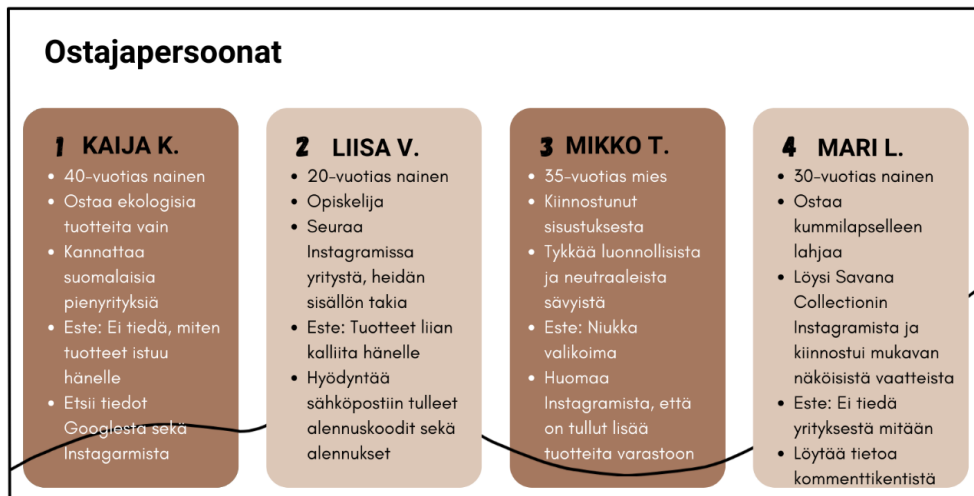 Ostajapersoonat
1 KAIJA K.
• 40-vuotias nainen
• Ostaa ekologisia
tuotteita vain
• Kannattaa
suomalaisia
pienyrityksiä
• Este: Ei tiedä, miten
tuotteet istuu
hänelle
• Etsii tiedot
Googlesta sekä
Instagarmista
2 LIISA V.
• 20-vuotias nainen
• Opiskelija
• Seuraa
Instagramissa
yritystä, heidän
sisällön takia
• Este: Tuotteet liian
kalliita hänelle
• Hyödyntää
sähköpostiin tulleet
alennuskoodit sekä
alennukset
3 MIKKO T.
• 35-vuotias mies
• Kiinnostunut
sisustuksesta
• Tykkää luonnollisista
ja neutraaleista
sävyistä
• Este: Niukka
valikoima
• Huomaa
Instagramista, että
on tullut lisää
tuotteita varastoon
4 MARI L.
• 30-vuotias nainen
• Ostaa
kummilapselleen
lahjaa
• Löysi Savana
Collectionin
Instagramista ja
kiinnostui mukavan
näköisistä vaatteista
• Este: Ei tiedä
yrityksestä mitään
• Löytää tietoa
kommenttikentistä